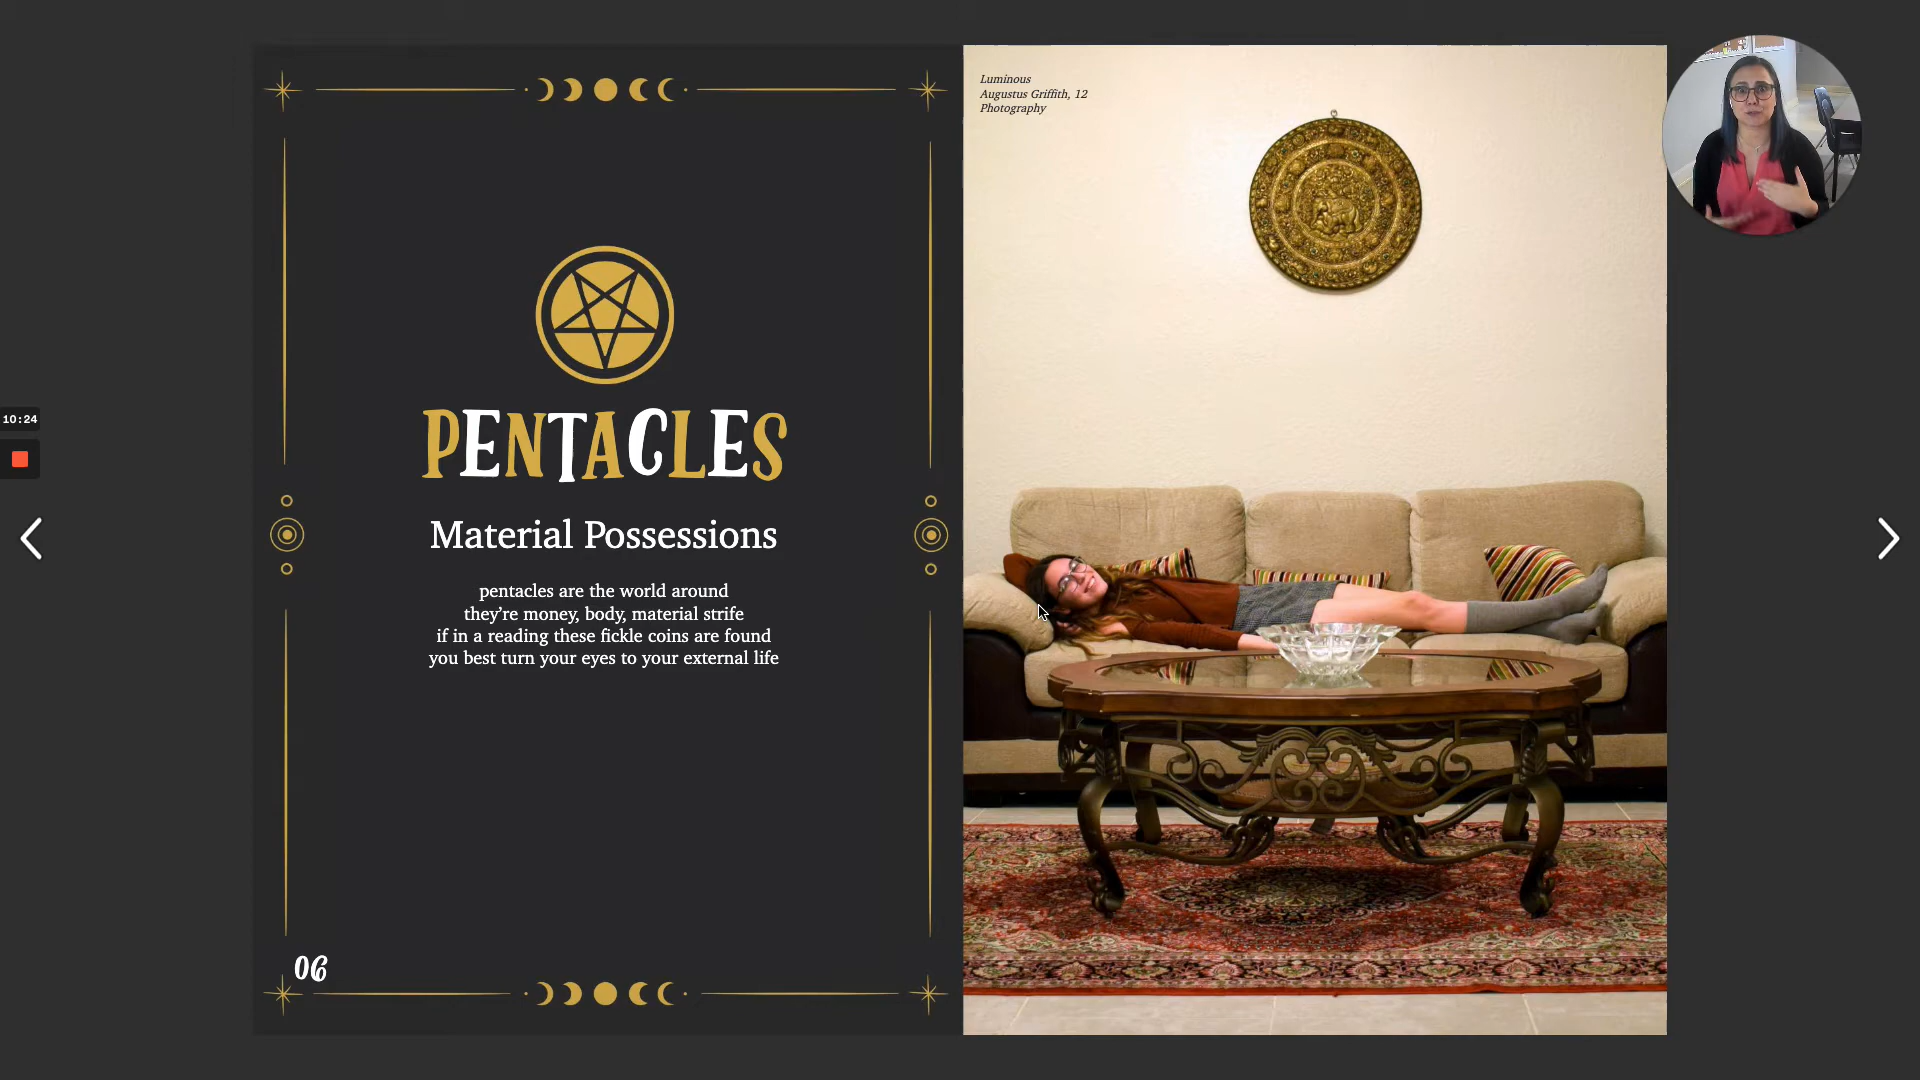 10:24
PENTACLES
Material Possessions
pentacles are the world around
they’re money, body, material strife
if in a reading these fickle coins are found
you best turn your eyes to your external life
06
Luminous
Augustus Griffith, 12
Photography